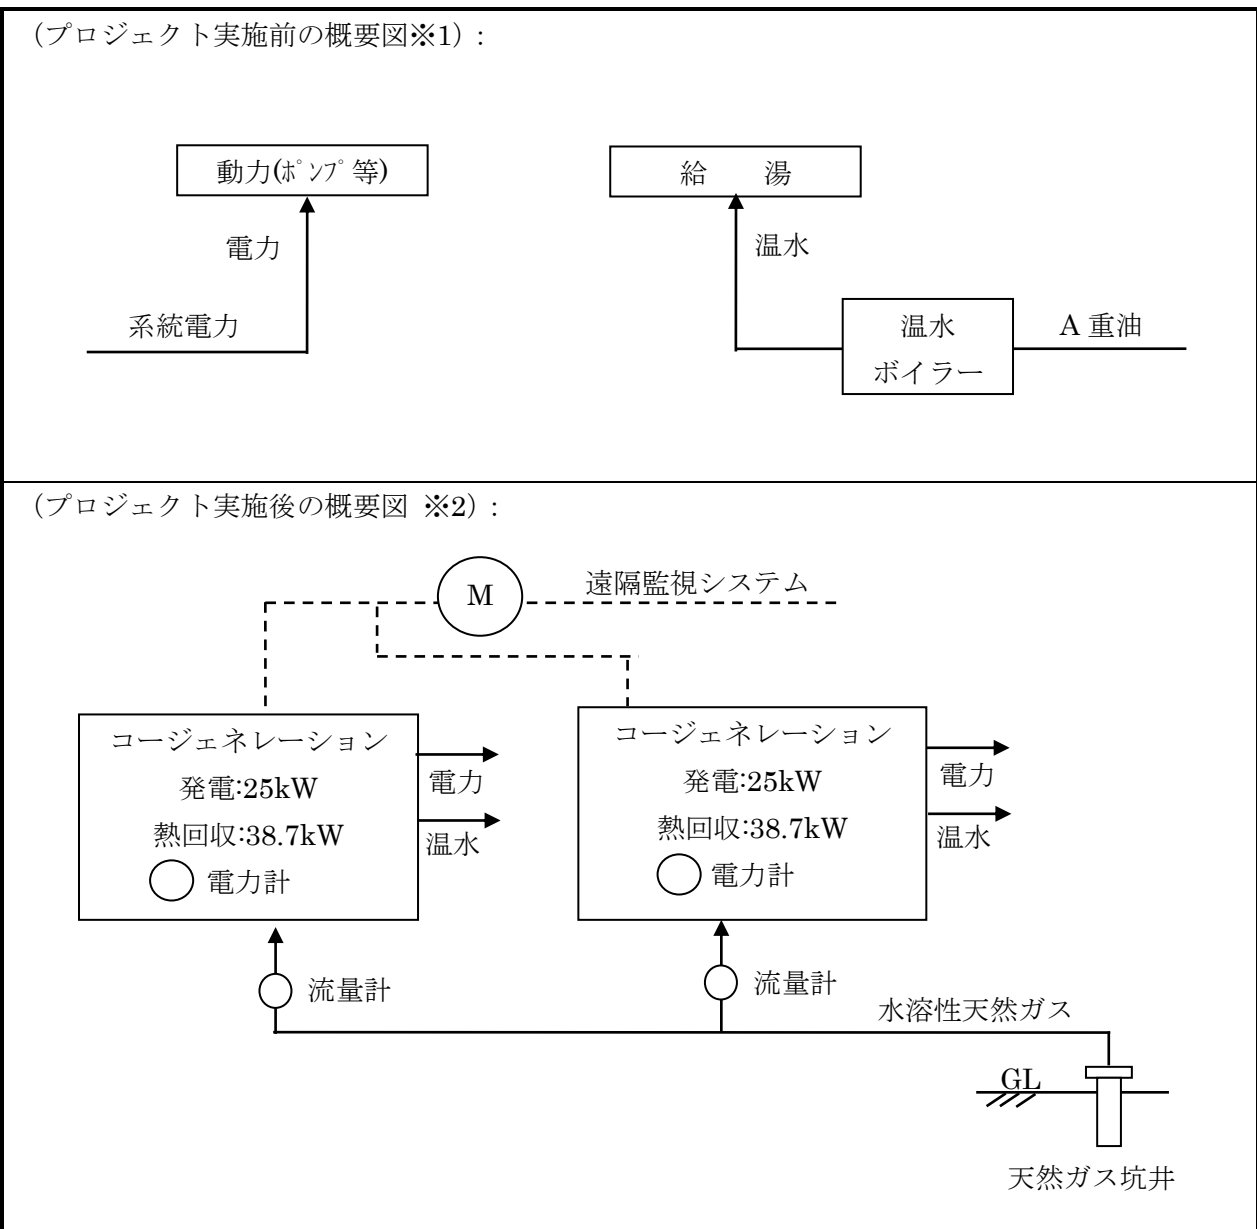 (プロジェクト実施前の概要図※1):
動力(ﾎﾟﾝﾌﾟ等)
給　湯
電力
温水
系統電力
温水
ボイラー
A 重油
(プロジェクト実施後の概要図 ※2):
M
遠隔監視システム
コージェネレーション
発電:25kW
熱回収:38.7kW
電力計
電力
温水
コージェネレーション
発電:25kW
熱回収:38.7kW
電力計
電力
温水
流量計
流量計
水溶性天然ガス
GL
天然ガス坑井